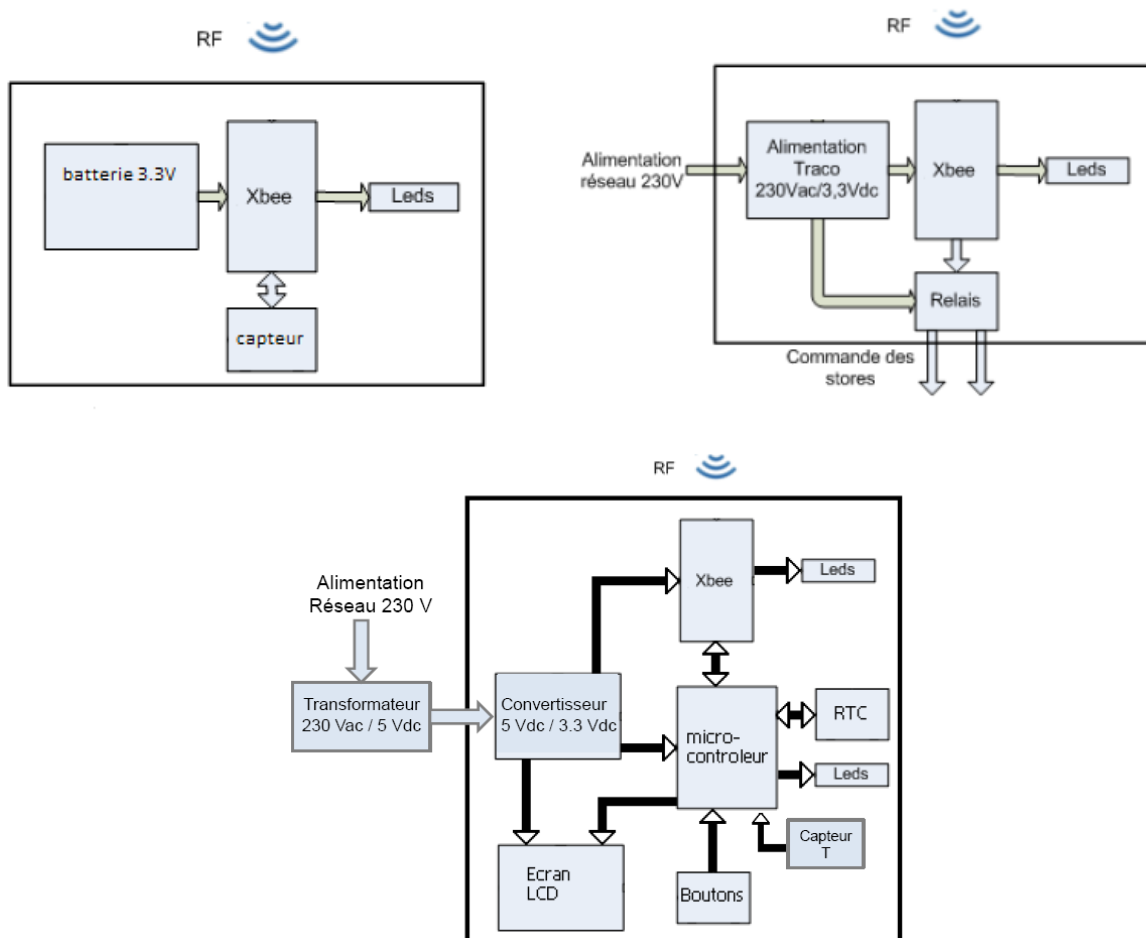 RF
batterie 3.3V
Xbee
Leds
capteur
RF
Alimentation
réseau 230V
Alimentation
Traco
230Vac/3,3Vdc
Xbee
Leds
Relais
Commande des
stores
RF
Alimentation
Réseau 230 V
Transformateur
230 Vac / 5 Vdc
Convertisseur
5 Vdc / 3.3 Vdc
Xbee
Leds
micro-
controleur
RTC
Leds
Capteur
T
Ecran
LCD
Boutons